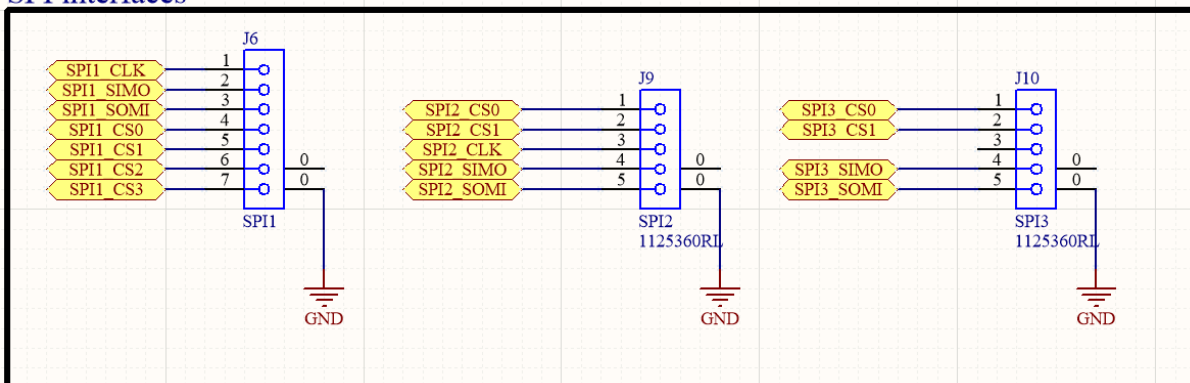 SPI interfaces
J6
SPI1_CLK 1
SPI1_SIMO 2
SPI1_SOMI 3
SPI1_CS0 4
SPI1_CS1 5
SPI1_CS2 6 0
SPI1_CS3 7 0
SPI1
GND
J9
SPI2_CS0 1
SPI2_CS1 2
SPI2_CLK 3
SPI2_SIMO 4 0
SPI2_SOMI 5 0
SPI2
1125360RL
GND
J10
SPI3_CS0 1
SPI3_CS1 2
3
SPI3_SIMO 4 0
SPI3_SOMI 5 0
SPI3
1125360RL
GND